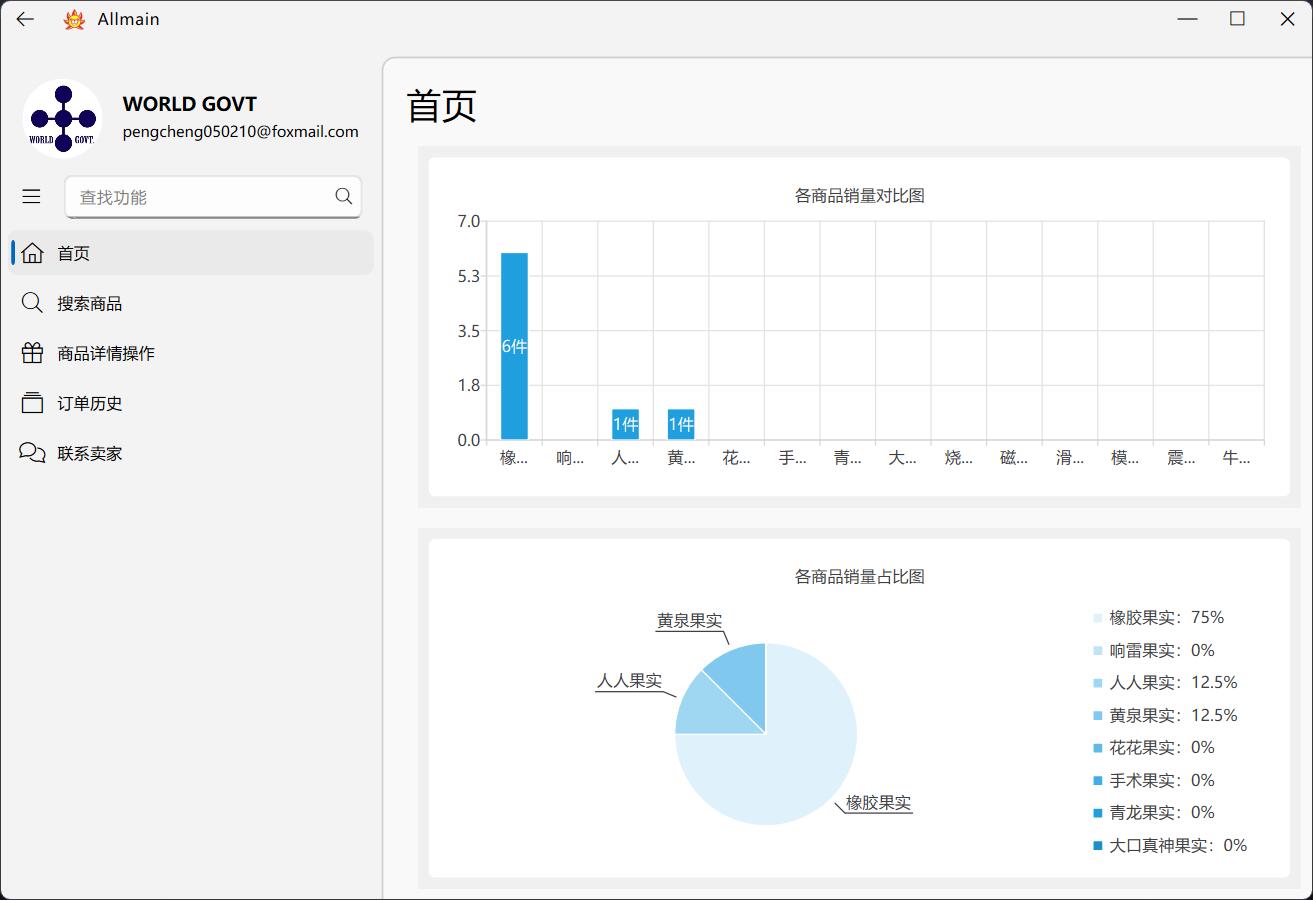 Allmain
WORLD GOVT
pengcheng050210@foxmail.com
WORLD GOVT.
查找功能
首页
搜索商品
商品详情操作
订单历史
联系卖家
首页
各商品销量对比图
7.0
5.3
3.5
1.8
0.0
6件
1件
1件
橡...
响...
人...
黄...
花...
手...
青...
大...
烧...
磁...
滑...
模...
震...
牛...
各商品销量占比图
黄泉果实
人人果实
橡胶果实
橡胶果实：75%
响雷果实：0%
人人果实：12.5%
黄泉果实：12.5%
花花果实：0%
手术果实：0%
青龙果实：0%
大口真神果实：0%